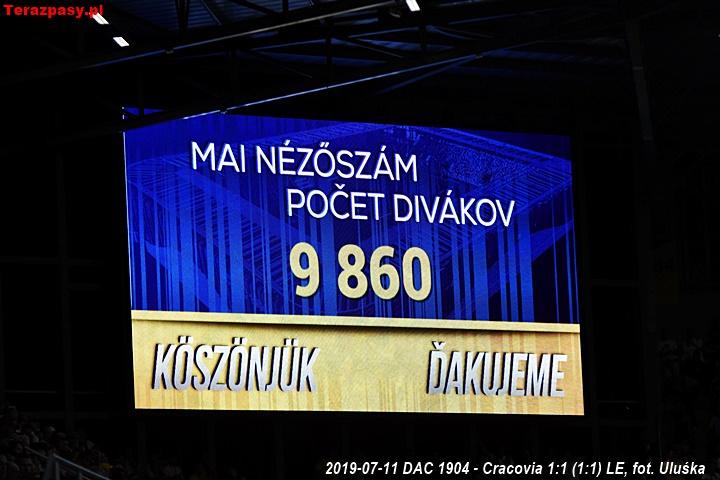 Terazpasy.pl
MAI NÉZŐSZÁM
POČET DIVÁKOV
9 860
KÖSZÖNJÜK ĎAKUJEME
2019-07-11 DAC 1904 - Cracovia 1:1 (1:1) LE, fot. Uluśka